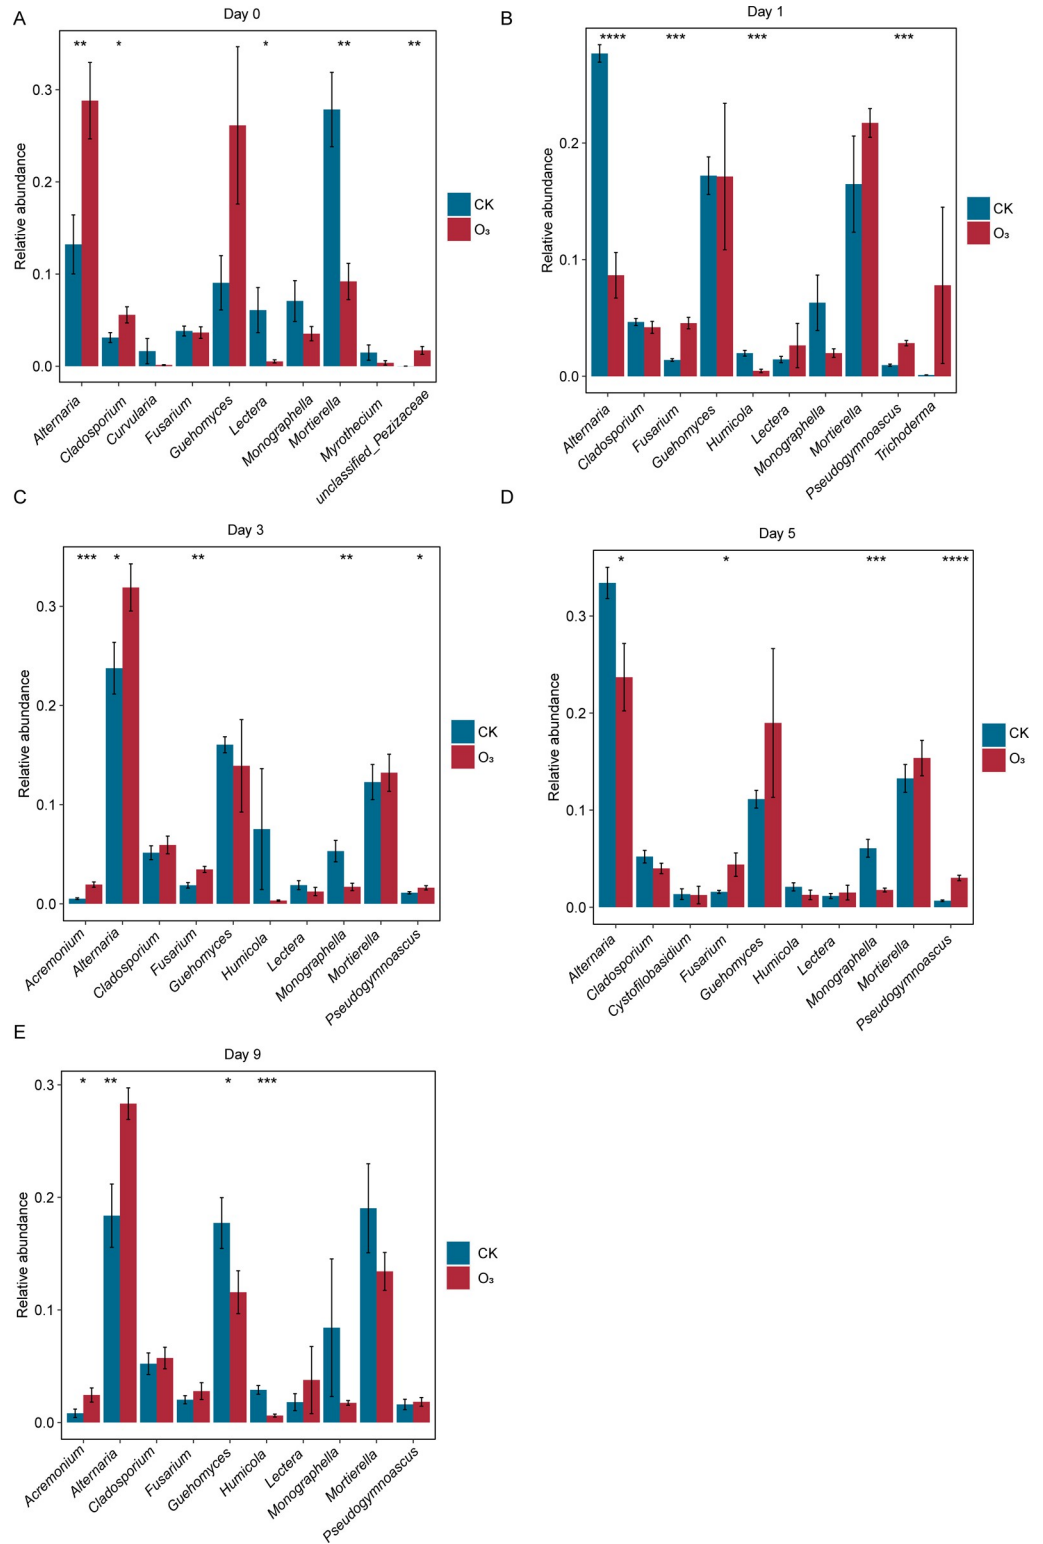 A
Day 0
** * * ** **
Relative abundance
0.3
0.2
0.1
0.0
Alternaria
Cladosporium
Curvularia
Fusarium
Guehomyces
Lectera
Monographella
Mortierella
Myrothecium
unclassified_Pezizaceae
CK
O₃
B
Day 1
**** *** *** ***
Relative abundance
0.2
0.1
0.0
Alternaria
Cladosporium
Fusarium
Guehomyces
Humicola
Lectera
Monographella
Mortierella
Pseudogymnoascus
Trichoderma
CK
O₃
C
Day 3
*** * ** ** *
Relative abundance
0.3
0.2
0.1
0.0
Acremonium
Alternaria
Cladosporium
Fusarium
Guehomyces
Humicola
Lectera
Monographella
Mortierella
Pseudogymnoascus
CK
O₃
D
Day 5
* * *** ****
Relative abundance
0.3
0.2
0.1
0.0
Alternaria
Cladosporium
Cystofilobasidium
Fusarium
Guehomyces
Humicola
Lectera
Monographella
Mortierella
Pseudogymnoascus
CK
O₃
E
Day 9
* ** * ***
Relative abundance
0.3
0.2
0.1
0.0
Acremonium
Alternaria
Cladosporium
Fusarium
Guehomyces
Humicola
Lectera
Monographella
Mortierella
Pseudogymnoascus
CK
O₃